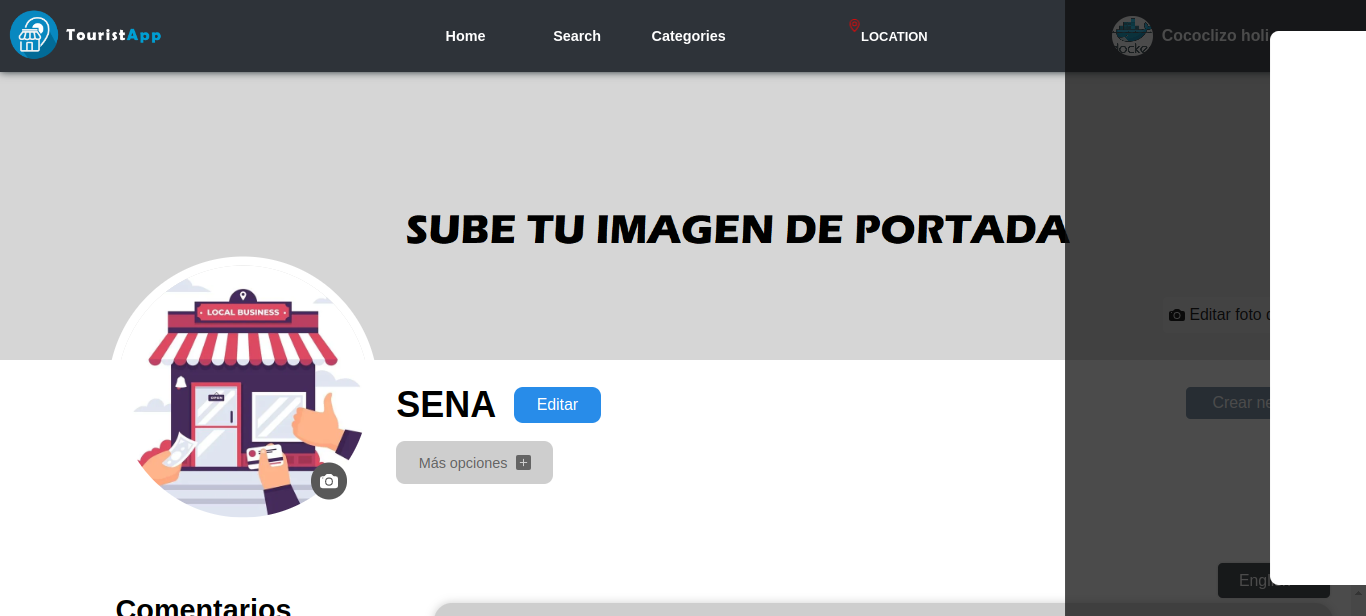 TouristApp
Home
Search
Categories
LOCATION
docke
Cococlizo holi
SUBE TU IMAGEN DE PORTADA
LOCAL BUSINESS
OPEN
Editar foto d
SENA
Editar
Crear ne
Más opciones
Engl
Comentarios